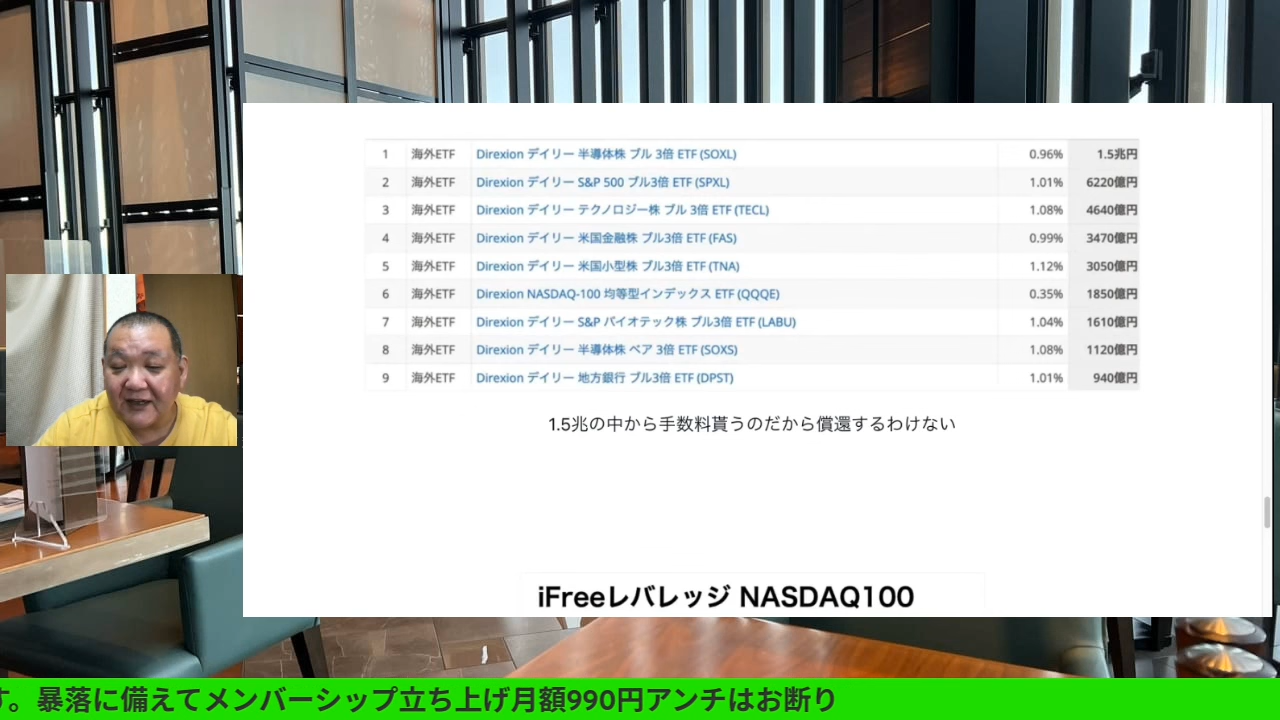 1 海外ETF Direxion デイリー 半導体株 ブル 3倍 ETF (SOXL) 0.96% 1.5兆円
2 海外ETF Direxion デイリー S&P 500 ブル3倍 ETF (SPXL) 1.01% 6220億円
3 海外ETF Direxion デイリー テクノロジー株 ブル 3倍 ETF (TECL) 1.08% 4640億円
4 海外ETF Direxion デイリー 米国金融株 ブル3倍 ETF (FAS) 0.99% 3470億円
5 海外ETF Direxion デイリー 米国小型株 ブル3倍 ETF (TNA) 1.12% 3050億円
6 海外ETF Direxion NASDAQ-100 均等型インデックス ETF (QQQE) 0.35% 1850億円
7 海外ETF Direxion デイリー S&P バイオテック株 ブル3倍 ETF (LABU) 1.04% 1610億円
8 海外ETF Direxion デイリー 半導体株 ベア 3倍 ETF (SOXS) 1.08% 1120億円
9 海外ETF Direxion デイリー 地方銀行 ブル3倍 ETF (DPST) 1.01% 940億円
1.5兆の中から手数料貰うのだから償還するわけない
iFreeレバレッジ NASDAQ100
す。暴落に備えてメンバーシップ立ち上げ月額990円アンチはお断り